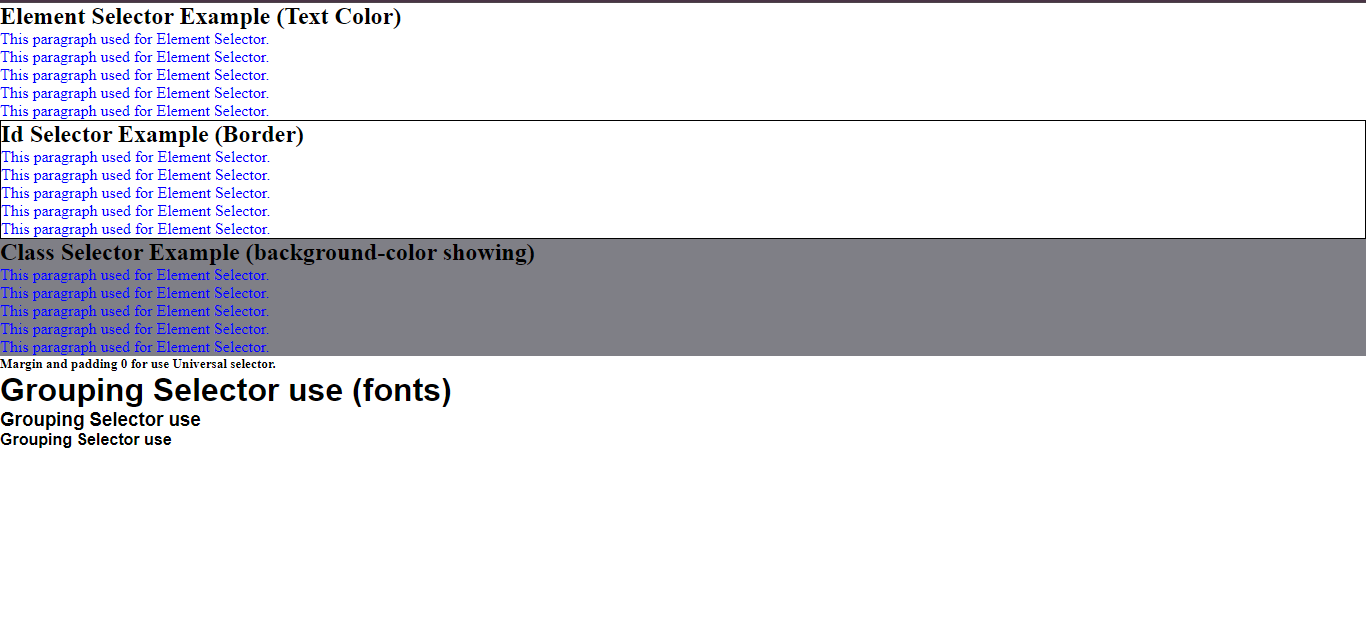 Element Selector Example (Text Color)
This paragraph used for Element Selector.
This paragraph used for Element Selector.
This paragraph used for Element Selector.
This paragraph used for Element Selector.
This paragraph used for Element Selector.
Id Selector Example (Border)
This paragraph used for Element Selector.
This paragraph used for Element Selector.
This paragraph used for Element Selector.
This paragraph used for Element Selector.
This paragraph used for Element Selector.
Class Selector Example (background-color showing)
This paragraph used for Element Selector.
This paragraph used for Element Selector.
This paragraph used for Element Selector.
This paragraph used for Element Selector.
This paragraph used for Element Selector.
Margin and padding 0 for use Universal selector.
Grouping Selector use (fonts)
Grouping Selector use
Grouping Selector use